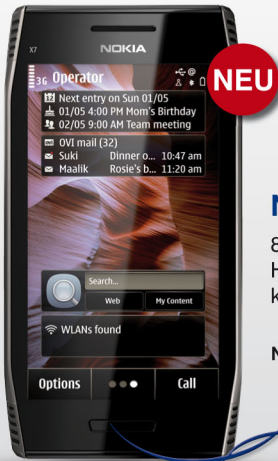 X7
NOKIA
NEU
3G Operator
12 Next entry on Sun 01/05
01/05 4:00 PM Mom's Birthday
02/05 9:00 AM Team meeting
OVI mail (32)
Suki Dinner o... 10:47 am
Maalik Rosie's b... 11:20 am
Search...
Web My Content
WLANs found
Options Call
N
8
H
k
N